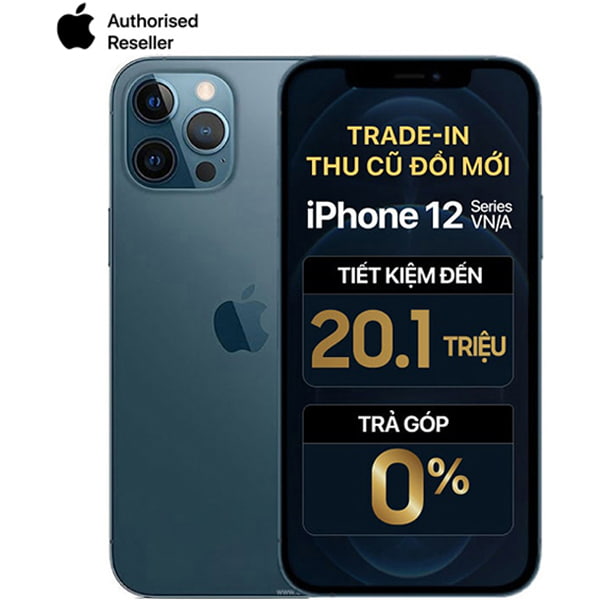 Authorised
Reseller
TRADE-IN
THU CŨ ĐỔI MỚI
iPhone 12 Series VN/A
TIẾT KIỆM ĐẾN
20.1 TRIỆU
TRẢ GÓP
0%